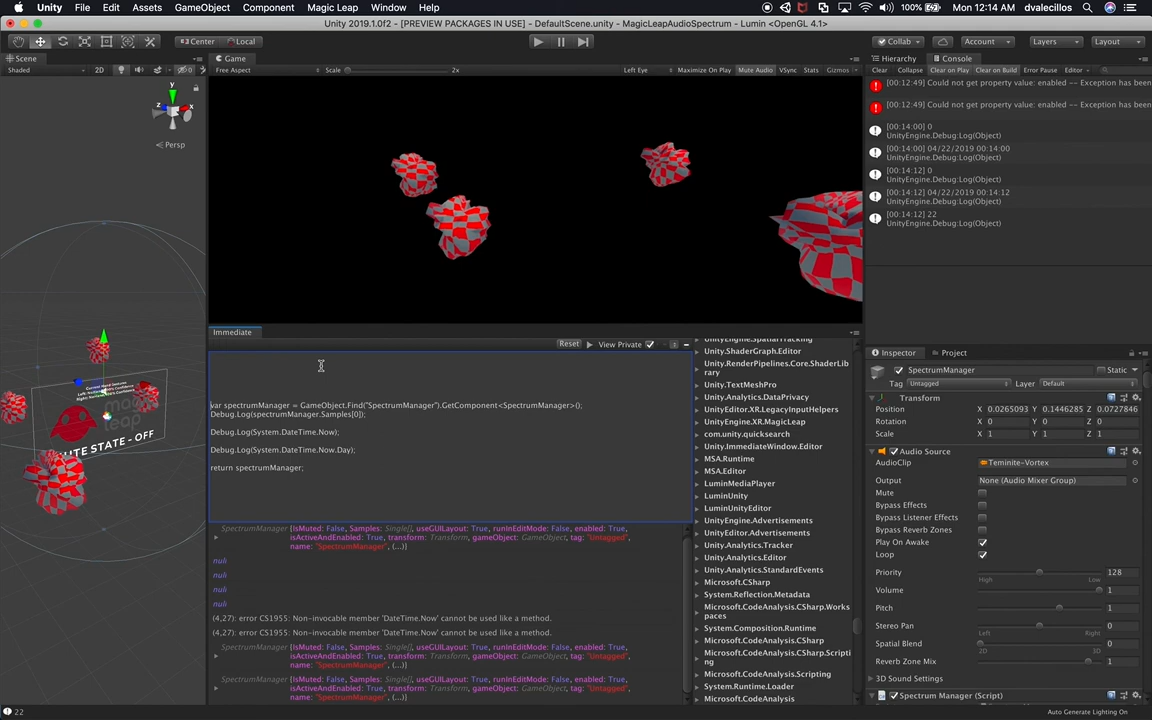 Unity File Edit Assets GameObject Component Magic Leap Window Help
100% Mon 12:14 AM dvalecillos
Unity 2019.1.0f2 - [PREVIEW PACKAGES IN USE] - DefaultScene.unity - MagicLeapAudioSpectrum - Lumin <OpenGL 4.1>
Center Local
Collab Account Layers Layout
Scene
Shaded 2D
y
z x
Persp
MUTE STATE - OFF
Game
Free Aspect Scale 2x Left Eye Maximize On Play Mute Audio VSync Stats Gizmos
Hierarchy Console
Clear Collapse Clear on Play Clear on Build Error Pause Editor
[00:12:49] Could not get property value: enabled -- Exception has been
[00:12:49] Could not get property value: enabled -- Exception has been
[00:14:00] 0
UnityEngine.Debug:Log(Object)
[00:14:00] 04/22/2019 00:14:00
UnityEngine.Debug:Log(Object)
[00:14:12] 0
UnityEngine.Debug:Log(Object)
[00:14:12] 04/22/2019 00:14:12
UnityEngine.Debug:Log(Object)
[00:14:12] 22
UnityEngine.Debug:Log(Object)
Immediate
Reset View Private
var spectrumManager = GameObject.Find("SpectrumManager").GetComponent<SpectrumManager>();
Debug.Log(spectrumManager.Samples[0]);
Debug.Log(System.DateTime.Now);
Debug.Log(System.DateTime.Now.Day);
return spectrumManager;
SpectrumManager {IsMuted: False, Samples: Single[], useGUILayout: True, runInEditMode: False, enabled: True,
isActiveAndEnabled: True, transform: Transform, gameObject: GameObject, tag: "Untagged",
name: "SpectrumManager", (...)}
null
null
null
null
(4,27): error CS1955: Non-invocable member 'DateTime.Now' cannot be used like a method.
(4,27): error CS1955: Non-invocable member 'DateTime.Now' cannot be used like a method.
SpectrumManager {IsMuted: False, Samples: Single[], useGUILayout: True, runInEditMode: False, enabled: True,
isActiveAndEnabled: True, transform: Transform, gameObject: GameObject, tag: "Untagged",
name: "SpectrumManager", (...)}
SpectrumManager {IsMuted: False, Samples: Single[], useGUILayout: True, runInEditMode: False, enabled: True,
isActiveAndEnabled: True, transform: Transform, gameObject: GameObject, tag: "Untagged",
name: "SpectrumManager", (...)}
UnityEngine.SpatialTracking
UnityEngine.ShaderGraph.Editor
Unity.RenderPipelines.Core.ShaderLib
rary
Unity.TextMeshPro
UnityEditor.XR.LegacyInputHelpers
UnityEngine.XR.MagicLeap
com.unity.quicksearch
Unity.ImmediateWindow.Editor
MSA.Runtime
MSA.Editor
LuminMediaPlayer
LuminUnity
LuminUnityEditor
UnityEngine.Advertisements
UnityEditor.Advertisements
Unity.Analytics.DataPrivacy
Unity.Analytics.Tracker
Unity.Analytics.Editor
Unity.Analytics.StandardEvents
Microsoft.CSharp
System.Reflection.Metadata
Microsoft.CodeAnalysis.CSharp.Works
paces
System.Composition.Runtime
Microsoft.CodeAnalysis.CSharp
Microsoft.CodeAnalysis.CSharp.Scripti
ng
System.Runtime.Loader
Microsoft.CodeAnalysis.Scripting
Microsoft.CodeAnalysis
Inspector Project
SpectrumManager Static
Tag Untagged Layer Default
Transform
Position X 0.0265093 Y 0.1446285 Z 0.0727846
Rotation X 0 Y 0 Z 0
Scale X 1 Y 1 Z 1
Audio Source
AudioClip Teminite-Vortex
Output None (Audio Mixer Group)
Mute
Bypass Effects
Bypass Listener Effects
Bypass Reverb Zones
Play On Awake
Loop
Priority 128
High Low
Volume 1
Pitch 1
Stereo Pan 0
Left Right
Spatial Blend 0
2D 3D
Reverb Zone Mix 1
3D Sound Settings
Spectrum Manager (Script)
22
Auto Generate Lighting On